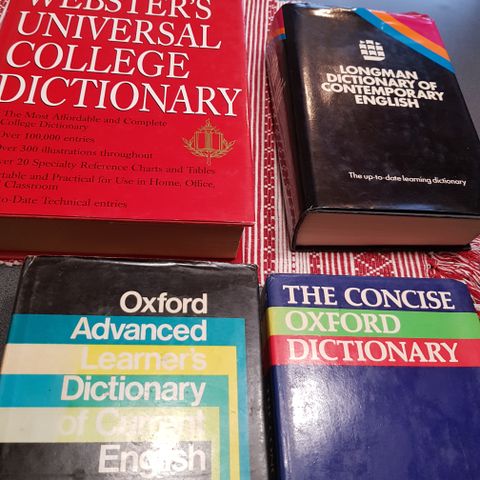 WEBSTER'S
UNIVERSAL
COLLEGE
DICTIONARY
The Most Affordable and Complete
College Dictionary
Over 100,000 entries
Over 300 illustrations throughout
Over 20 Specialty Reference Charts and Tables
and Practical for Use in Home, Office,
Classroom
to-Date Technical entries
LONGMAN
DICTIONARY OF
CONTEMPORARY
ENGLISH
The up-to-date learning dictionary
Oxford
Advanced
Learner's
Dictionary
of Current
English
THE CONCISE
OXFORD
DICTIONARY